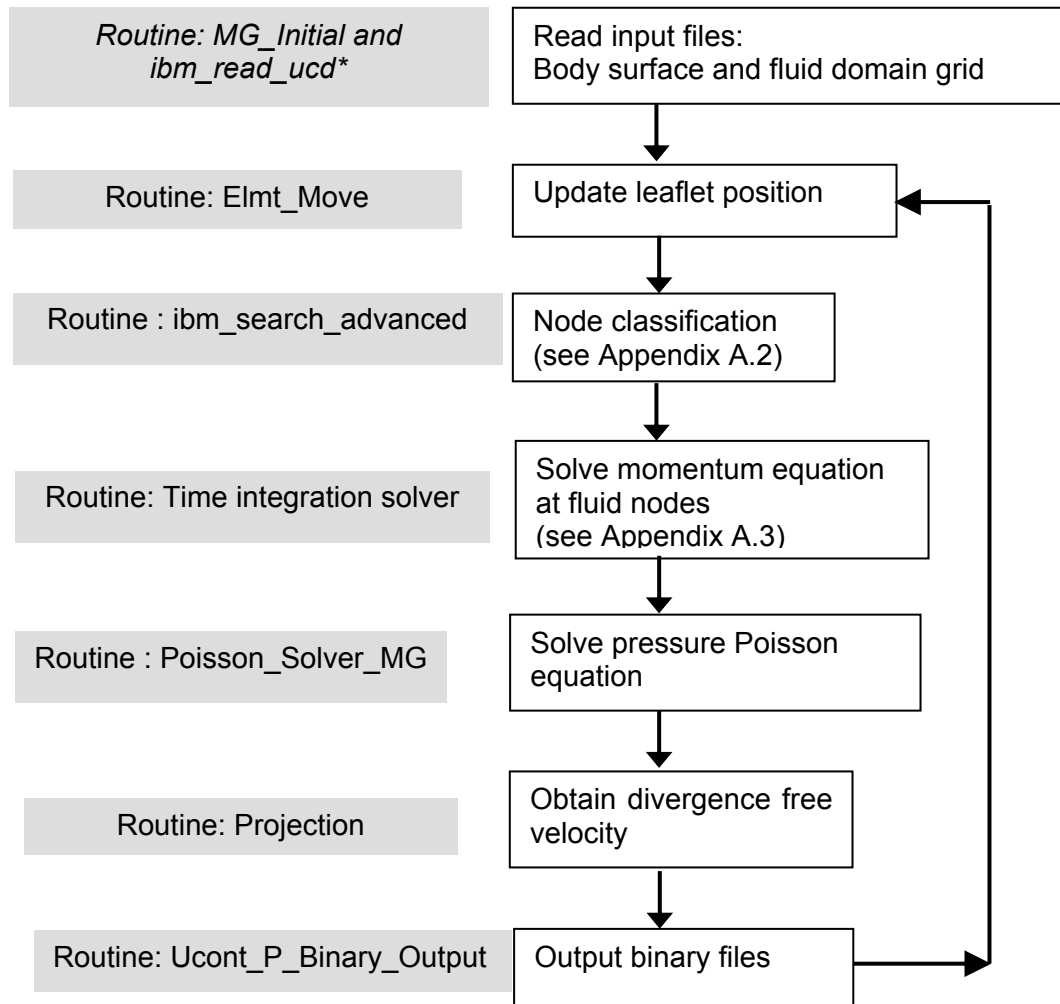 Routine: MG_Initial and
ibm_read_ucd*
Read input files:
Body surface and fluid domain grid
Routine: Elmt_Move
Update leaflet position
Routine : ibm_search_advanced
Node classification
(see Appendix A.2)
Routine: Time integration solver
Solve momentum equation
at fluid nodes
(see Appendix A.3)
Routine : Poisson_Solver_MG
Solve pressure Poisson
equation
Routine: Projection
Obtain divergence free
velocity
Routine: Ucont_P_Binary_Output
Output binary files